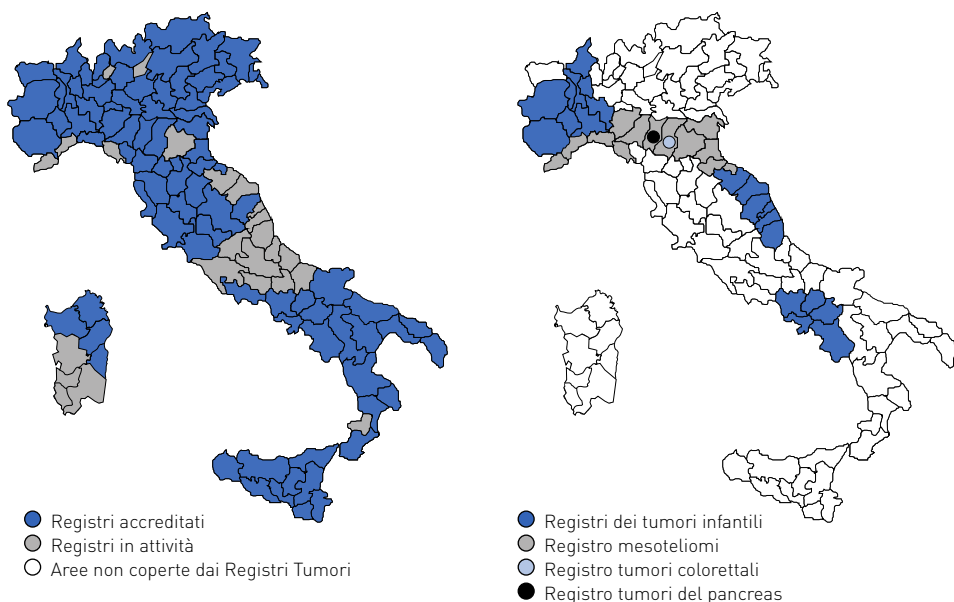 Registri accreditati
Registri in attività
Aree non coperte dai Registri Tumori
Registri dei tumori infantili
Registro mesoteliomi
Registro tumori colorettali
Registro tumori del pancreas